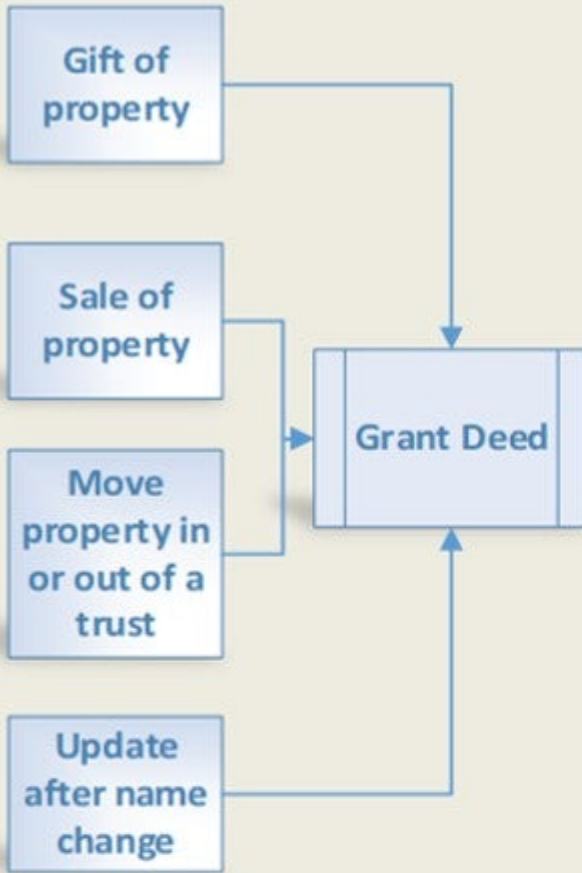 Gift of
property
Sale of
property
Grant Deed
Move
property in
or out of a
trust
Update
after name
change